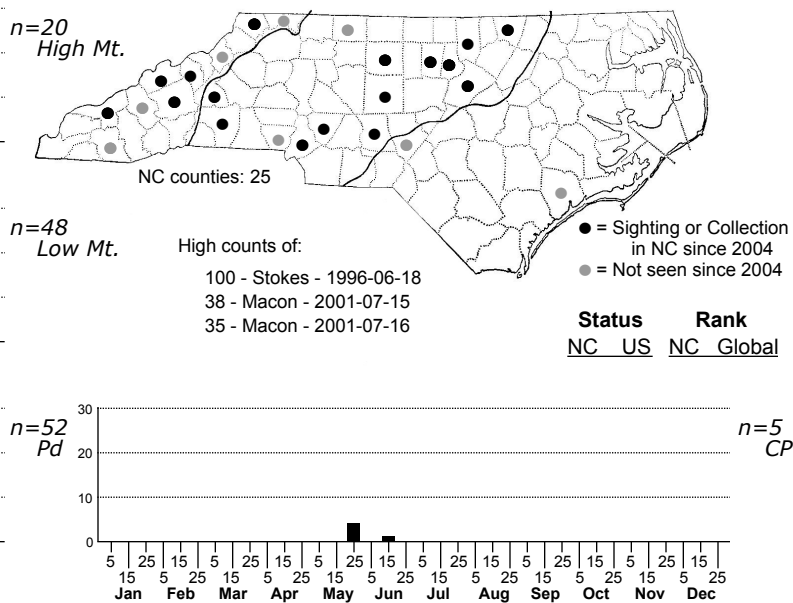 n=20
High Mt.
NC counties: 25
n=48
Low Mt.
High counts of:
100 - Stokes - 1996-06-18
38 - Macon - 2001-07-15
35 - Macon - 2001-07-16
= Sighting or Collection
in NC since 2004
= Not seen since 2004
Status Rank
NC US NC Global
n=52
Pd
n=5
CP
30
20
10
0
5 25 15 5 25 15 5 25 15 5 25 15 5 25 15 5 25 15
15 5 25 15 5 25 15 5 25 15 5 25 15 5 25 15 5 25
Jan Feb Mar Apr May Jun Jul Aug Sep Oct Nov Dec